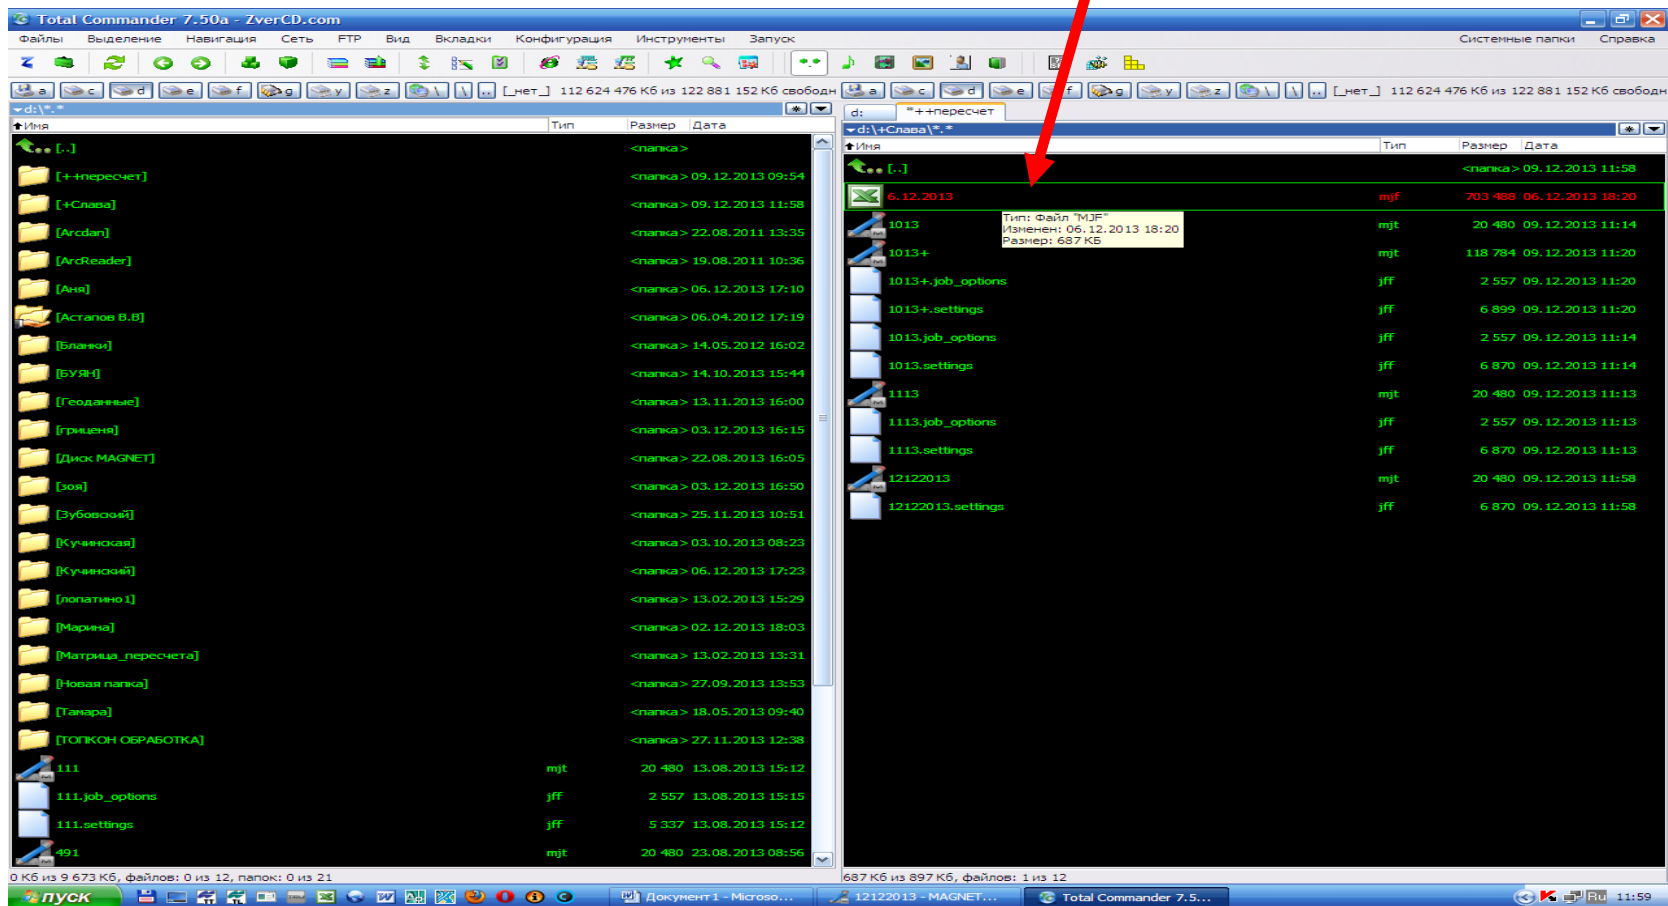 Total Commander 7.50a - ZverCD.com
Файлы Выделение Навигация Сеть FTP Вид Вкладки Конфигурация Инструменты Запуск Системные папки Справка
a c d e f g y z \ \ .. [_нет_] 112 624 476 Кб из 122 881 152 Кб свободн a c d e f g y z \ \ .. [_нет_] 112 624 476 Кб из 122 881 152 Кб свободн
d:\*.*
Имя Тип Размер Дата
[..] <папка>
[++пересчет] <папка> 09.12.2013 09:54
[+Слава] <папка> 09.12.2013 11:58
[Arcdan] <папка> 22.08.2011 13:35
[ArcReader] <папка> 19.08.2011 10:36
[Аня] <папка> 06.12.2013 17:10
[Астапов В.В] <папка> 06.04.2012 17:19
[Бланки] <папка> 14.05.2012 16:02
[БУЯН] <папка> 14.10.2013 15:44
[Геоданные] <папка> 13.11.2013 16:00
[гриценя] <папка> 03.12.2013 16:15
[Диск MAGNET] <папка> 22.08.2013 16:05
[зоя] <папка> 03.12.2013 16:50
[Зубовский] <папка> 25.11.2013 10:51
[Кучинская] <папка> 03.10.2013 08:23
[Кучинский] <папка> 06.12.2013 17:23
[лопатино1] <папка> 13.02.2013 15:29
[Марина] <папка> 02.12.2013 18:03
[Матрица_пересчета] <папка> 13.02.2013 13:31
[Новая папка] <папка> 27.09.2013 13:53
[Тамара] <папка> 18.05.2013 09:40
[ТОПКОН ОБРАБОТКА] <папка> 27.11.2013 12:38
111 mjt 20 480 13.08.2013 15:12
111.job_options jff 2 557 13.08.2013 15:15
111.settings jff 5 337 13.08.2013 15:12
491 mjt 20 480 23.08.2013 08:56
0 Кб из 9 673 Кб, файлов: 0 из 12, папок: 0 из 21
d: *++пересчет
d:\+Слава\*.*
Имя Тип Размер Дата
[..] <папка> 09.12.2013 11:58
6.12.2013 mjf 703 488 06.12.2013 18:20
Тип: Файл "MJF"
Изменен: 06.12.2013 18:20
Размер: 687 КБ
1013 mjt 20 480 09.12.2013 11:14
1013+ mjt 118 784 09.12.2013 11:20
1013+.job_options jff 2 557 09.12.2013 11:20
1013+.settings jff 6 899 09.12.2013 11:20
1013.job_options jff 2 557 09.12.2013 11:14
1013.settings jff 6 870 09.12.2013 11:14
1113 mjt 20 480 09.12.2013 11:13
1113.job_options jff 2 557 09.12.2013 11:13
1113.settings jff 6 870 09.12.2013 11:13
12122013 mjt 20 480 09.12.2013 11:58
12122013.settings jff 6 870 09.12.2013 11:58
687 Кб из 897 Кб, файлов: 1 из 12
пуск Документ1 - Microso... 12122013 - MAGNET... Total Commander 7.5... Ru 11:59